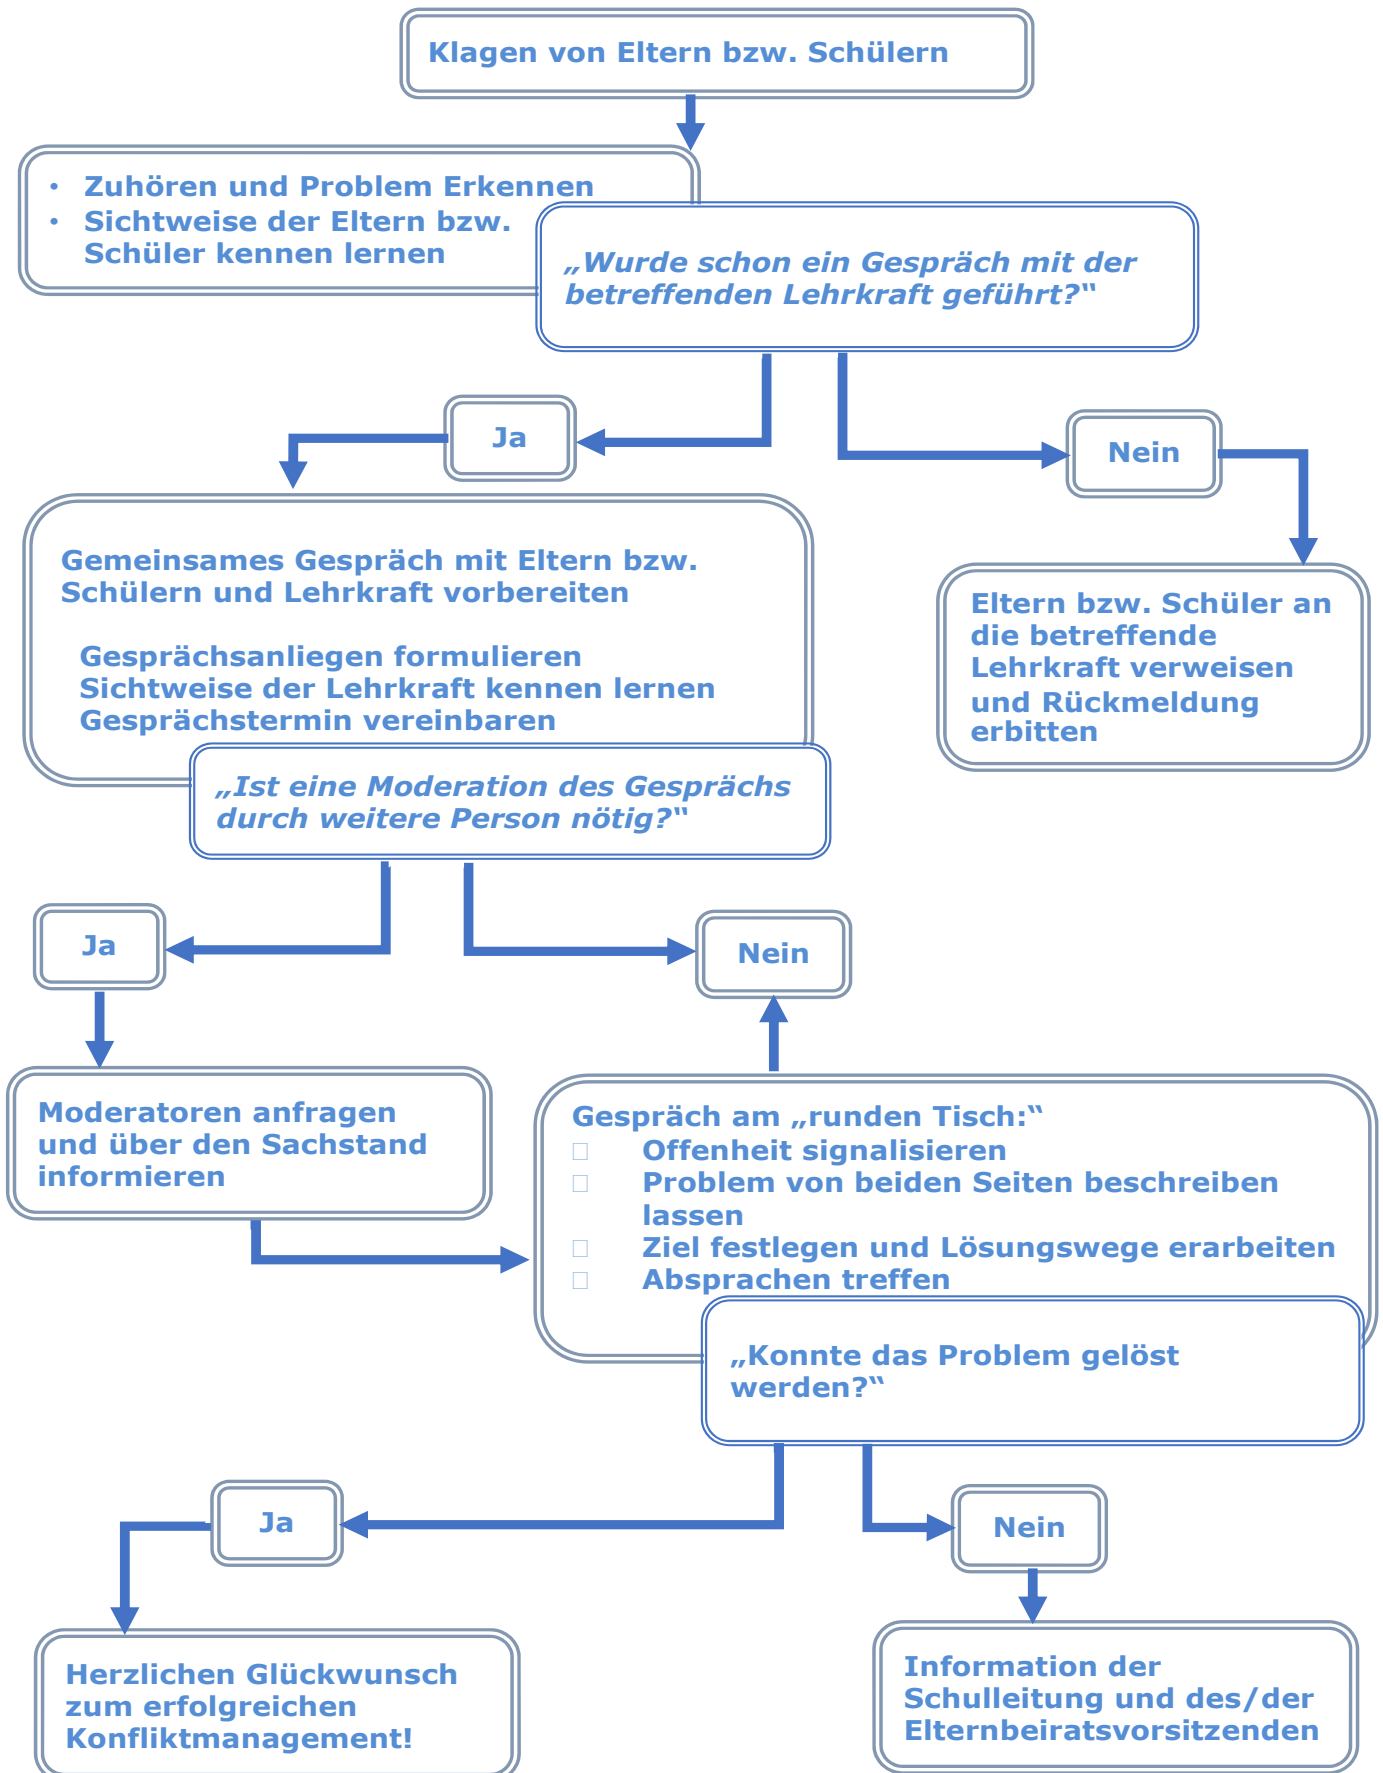 Klagen von Eltern bzw. Schülern
• Zuhören und Problem Erkennen
• Sichtweise der Eltern bzw.
Schüler kennen lernen
„Wurde schon ein Gespräch mit der
betreffenden Lehrkraft geführt?‟
Ja
Nein
Gemeinsames Gespräch mit Eltern bzw.
Schülern und Lehrkraft vorbereiten
Gesprächsanliegen formulieren
Sichtweise der Lehrkraft kennen lernen
Gesprächstermin vereinbaren
Eltern bzw. Schüler an
die betreffende
Lehrkraft verweisen
und Rückmeldung
erbitten
„Ist eine Moderation des Gesprächs
durch weitere Person nötig?‟
Ja
Nein
Moderatoren anfragen
und über den Sachstand
informieren
Gespräch am „runden Tisch:‟
Offenheit signalisieren
Problem von beiden Seiten beschreiben
lassen
Ziel festlegen und Lösungswege erarbeiten
Absprachen treffen
„Konnte das Problem gelöst
werden?‟
Ja
Nein
Herzlichen Glückwunsch
zum erfolgreichen
Konfliktmanagement!
Information der
Schulleitung und des/der
Elternbeiratsvorsitzenden